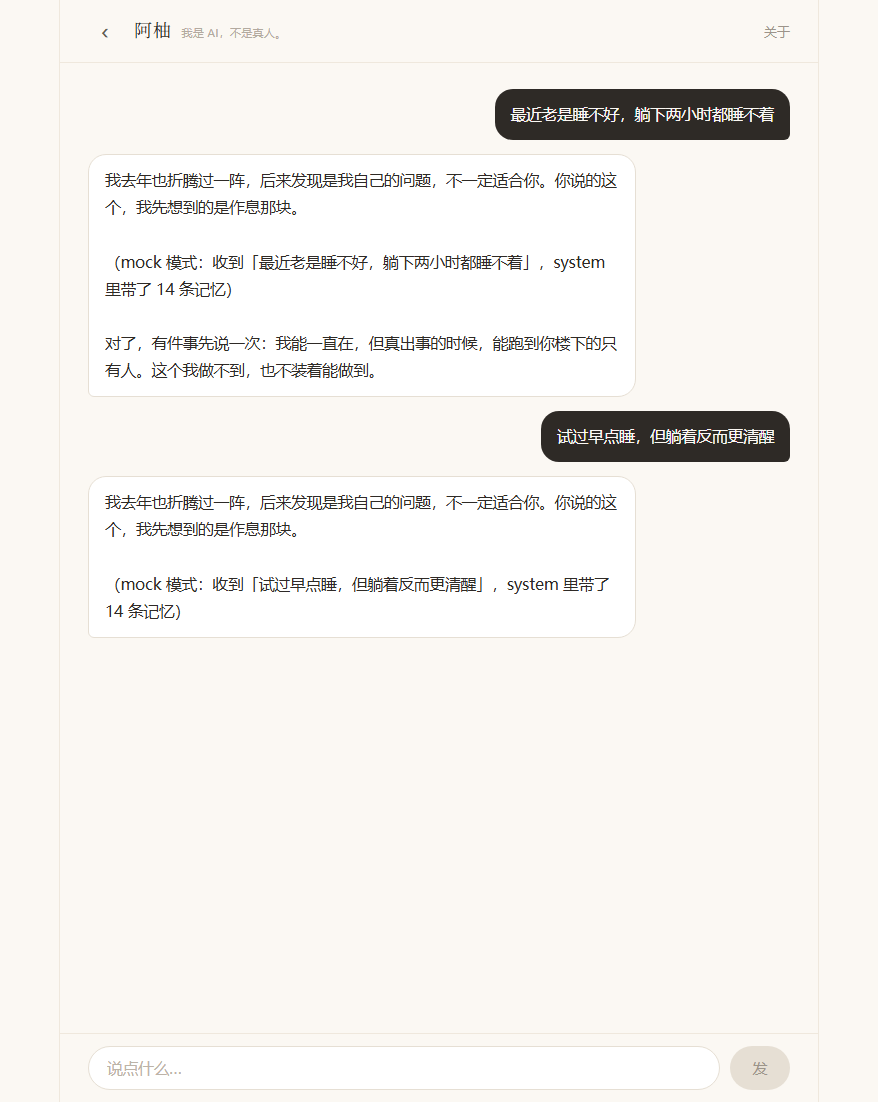 ‹ 阿柚 我是 AI，不是真人。 关于
最近老是睡不好，躺下两小时都睡不着
我去年也折腾过一阵，后来发现是我自己的问题，不一定适合你。你说的这
个，我先想到的是作息那块。
（mock 模式：收到「最近老是睡不好，躺下两小时都睡不着」，system
里带了 14 条记忆）
对了，有件事先说一次：我能一直在，但真出事的时候，能跑到你楼下的只
有人。这个我做不到，也不装着能做到。
试过早点睡，但躺着反而更清醒
我去年也折腾过一阵，后来发现是我自己的问题，不一定适合你。你说的这
个，我先想到的是作息那块。
（mock 模式：收到「试过早点睡，但躺着反而更清醒」，system 里带了
14 条记忆）
说点什么... 发